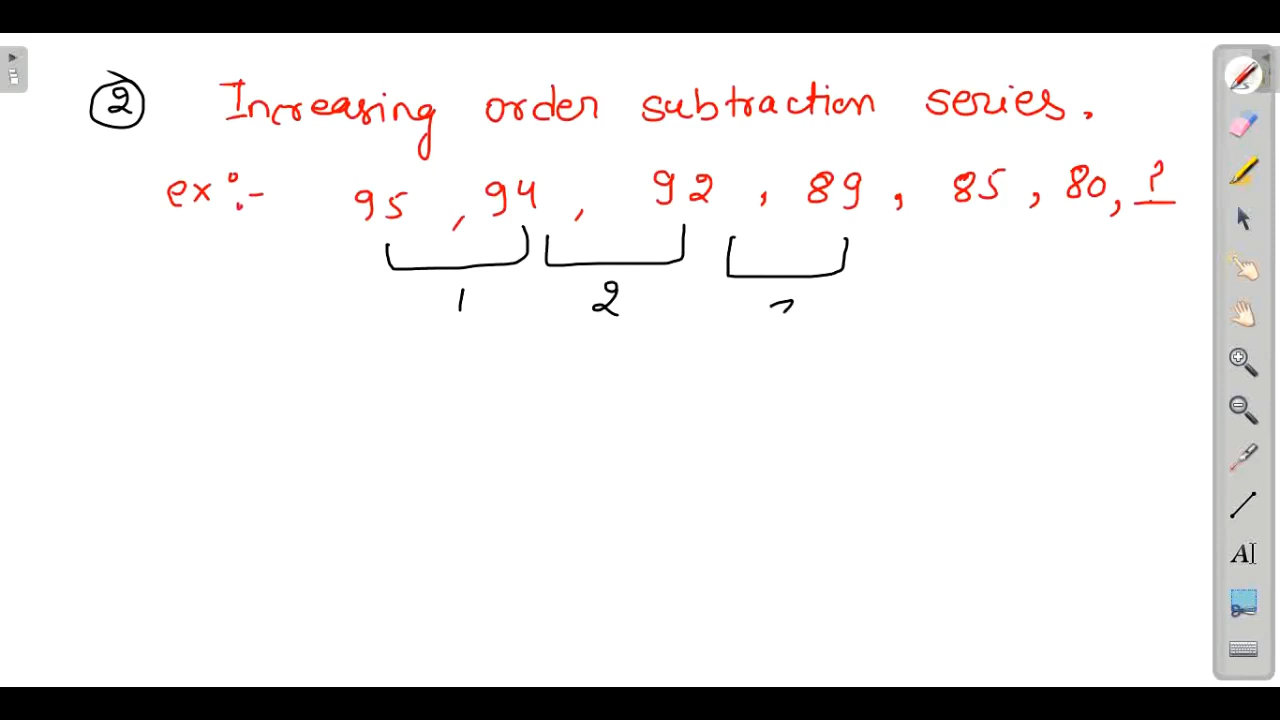 ② Increasing order subtraction series.
ex:- 95, 94, 92, 89, 85, 80, ?
1 2